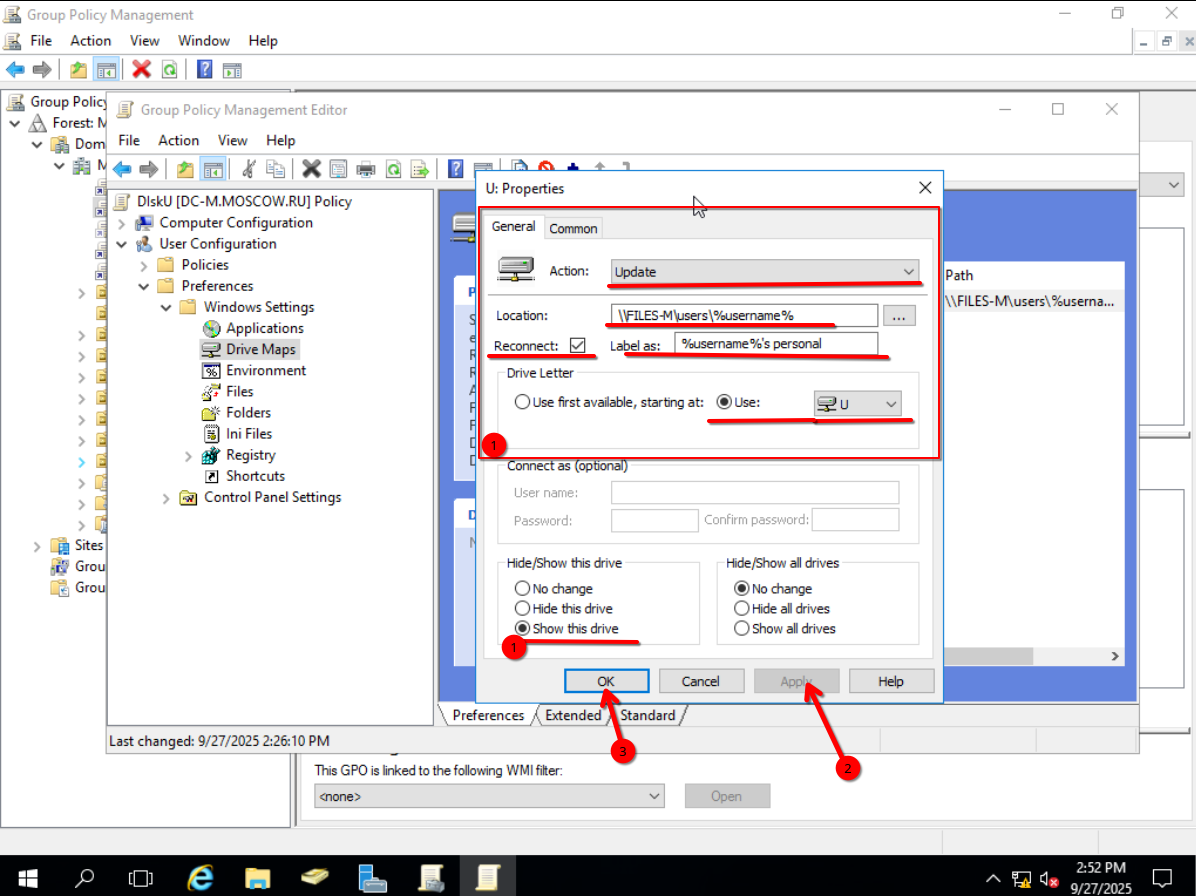 Group Policy Management
File Action View Window Help
Group Policy
Group Policy Management Editor
Forest: M
File Action View Help
Dom
M
U: Properties
DIskU [DC-M.MOSCOW.RU] Policy
Computer Configuration
User Configuration
Policies
Preferences
Windows Settings
Applications
Drive Maps
Environment
Files
Folders
Ini Files
Registry
Shortcuts
Control Panel Settings
Sites
Grou
Grou
General Common
Action: Update
Location: \\FILES-M\users\%username% ...
Reconnect: Label as: %username%'s personal
Drive Letter
Use first available, starting at: Use: U
1
Connect as (optional)
User name:
Password: Confirm password:
Hide/Show this drive Hide/Show all drives
No change No change
Hide this drive Hide all drives
Show this drive Show all drives
1
OK Cancel Apply Help
Path
\\FILES-M\users\%userna...
Preferences Extended Standard
Last changed: 9/27/2025 2:26:10 PM
3
2
This GPO is linked to the following WMI filter:
<none> Open
2:52 PM
9/27/2025